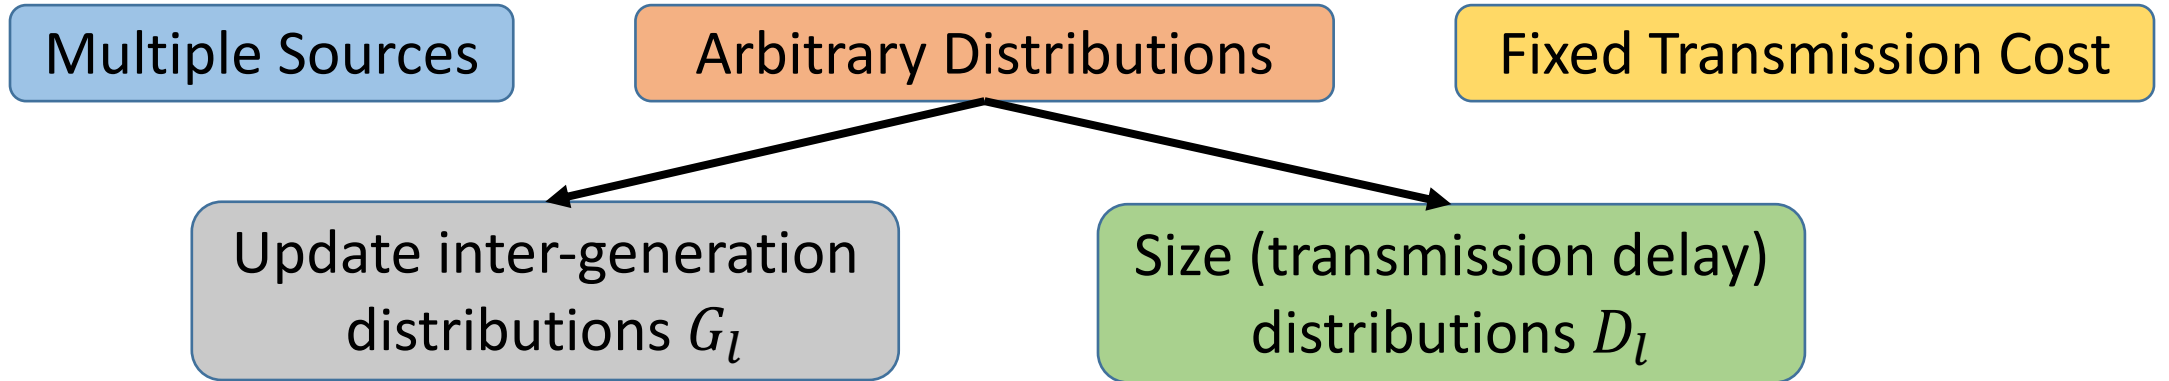 Multiple Sources
Arbitrary Distributions
Fixed Transmission Cost
Update inter-generation
distributions G_l
Size (transmission delay)
distributions D_l